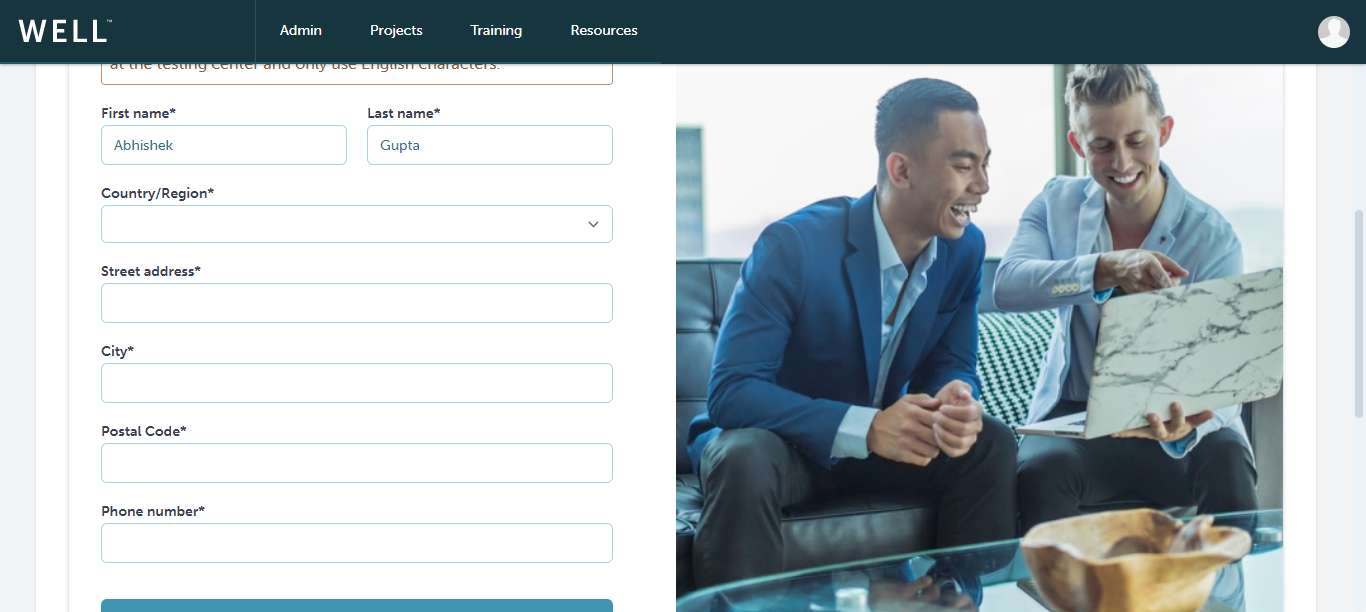 WELL™
Admin
Projects
Training
Resources
at the testing center and only use English characters.
First name*
Last name*
Abhishek
Gupta
Country/Region*
Street address*
City*
Postal Code*
Phone number*